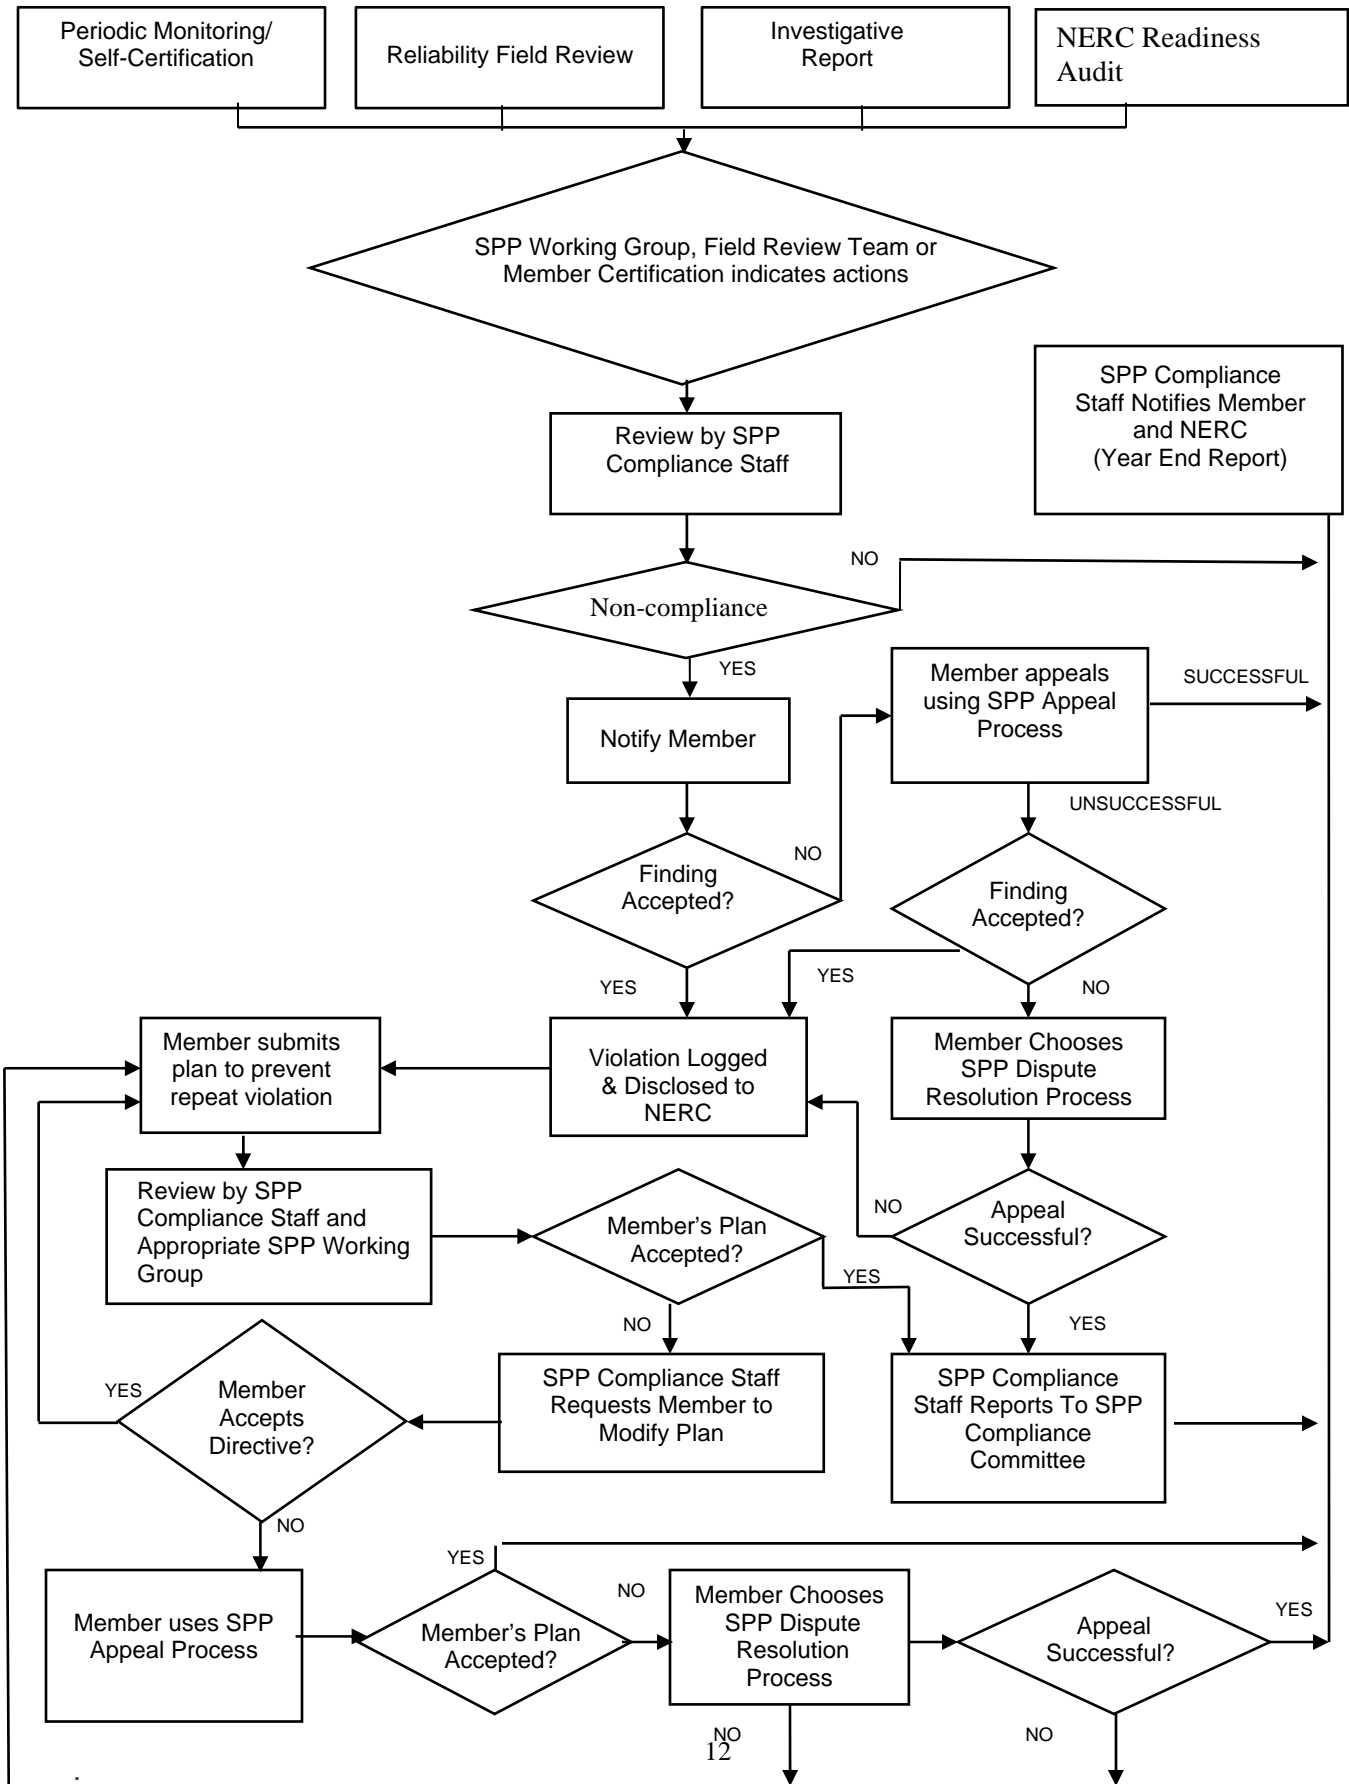 Periodic Monitoring/
Self-Certification
Reliability Field Review
Investigative
Report
NERC Readiness
Audit
SPP Working Group, Field Review Team or
Member Certification indicates actions
SPP Compliance
Staff Notifies Member
and NERC
(Year End Report)
Review by SPP
Compliance Staff
NO
Non-compliance
YES
Member appeals
using SPP Appeal
Process
SUCCESSFUL
Notify Member
UNSUCCESSFUL
NO
Finding
Accepted?
Finding
Accepted?
YES
YES
NO
Member submits
plan to prevent
repeat violation
Violation Logged
& Disclosed to
NERC
Member Chooses
SPP Dispute
Resolution Process
Review by SPP
Compliance Staff and
Appropriate SPP Working
Group
Member's Plan
Accepted?
NO
Appeal
Successful?
YES
NO
YES
YES
Member
Accepts
Directive?
SPP Compliance Staff
Requests Member to
Modify Plan
SPP Compliance
Staff Reports To SPP
Compliance
Committee
NO
YES
NO
Member uses SPP
Appeal Process
Member's Plan
Accepted?
Member Chooses
SPP Dispute
Resolution
Process
Appeal
Successful?
YES
NO
NO
12